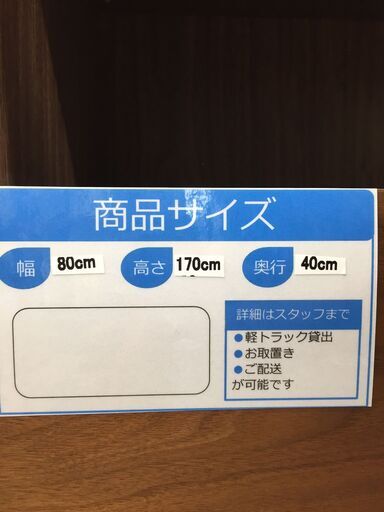 商品サイズ
幅 80cm 高さ 170cm 奥行 40cm
詳細はスタッフまで
●軽トラック貸出
●お取置き
●ご配送
が可能です